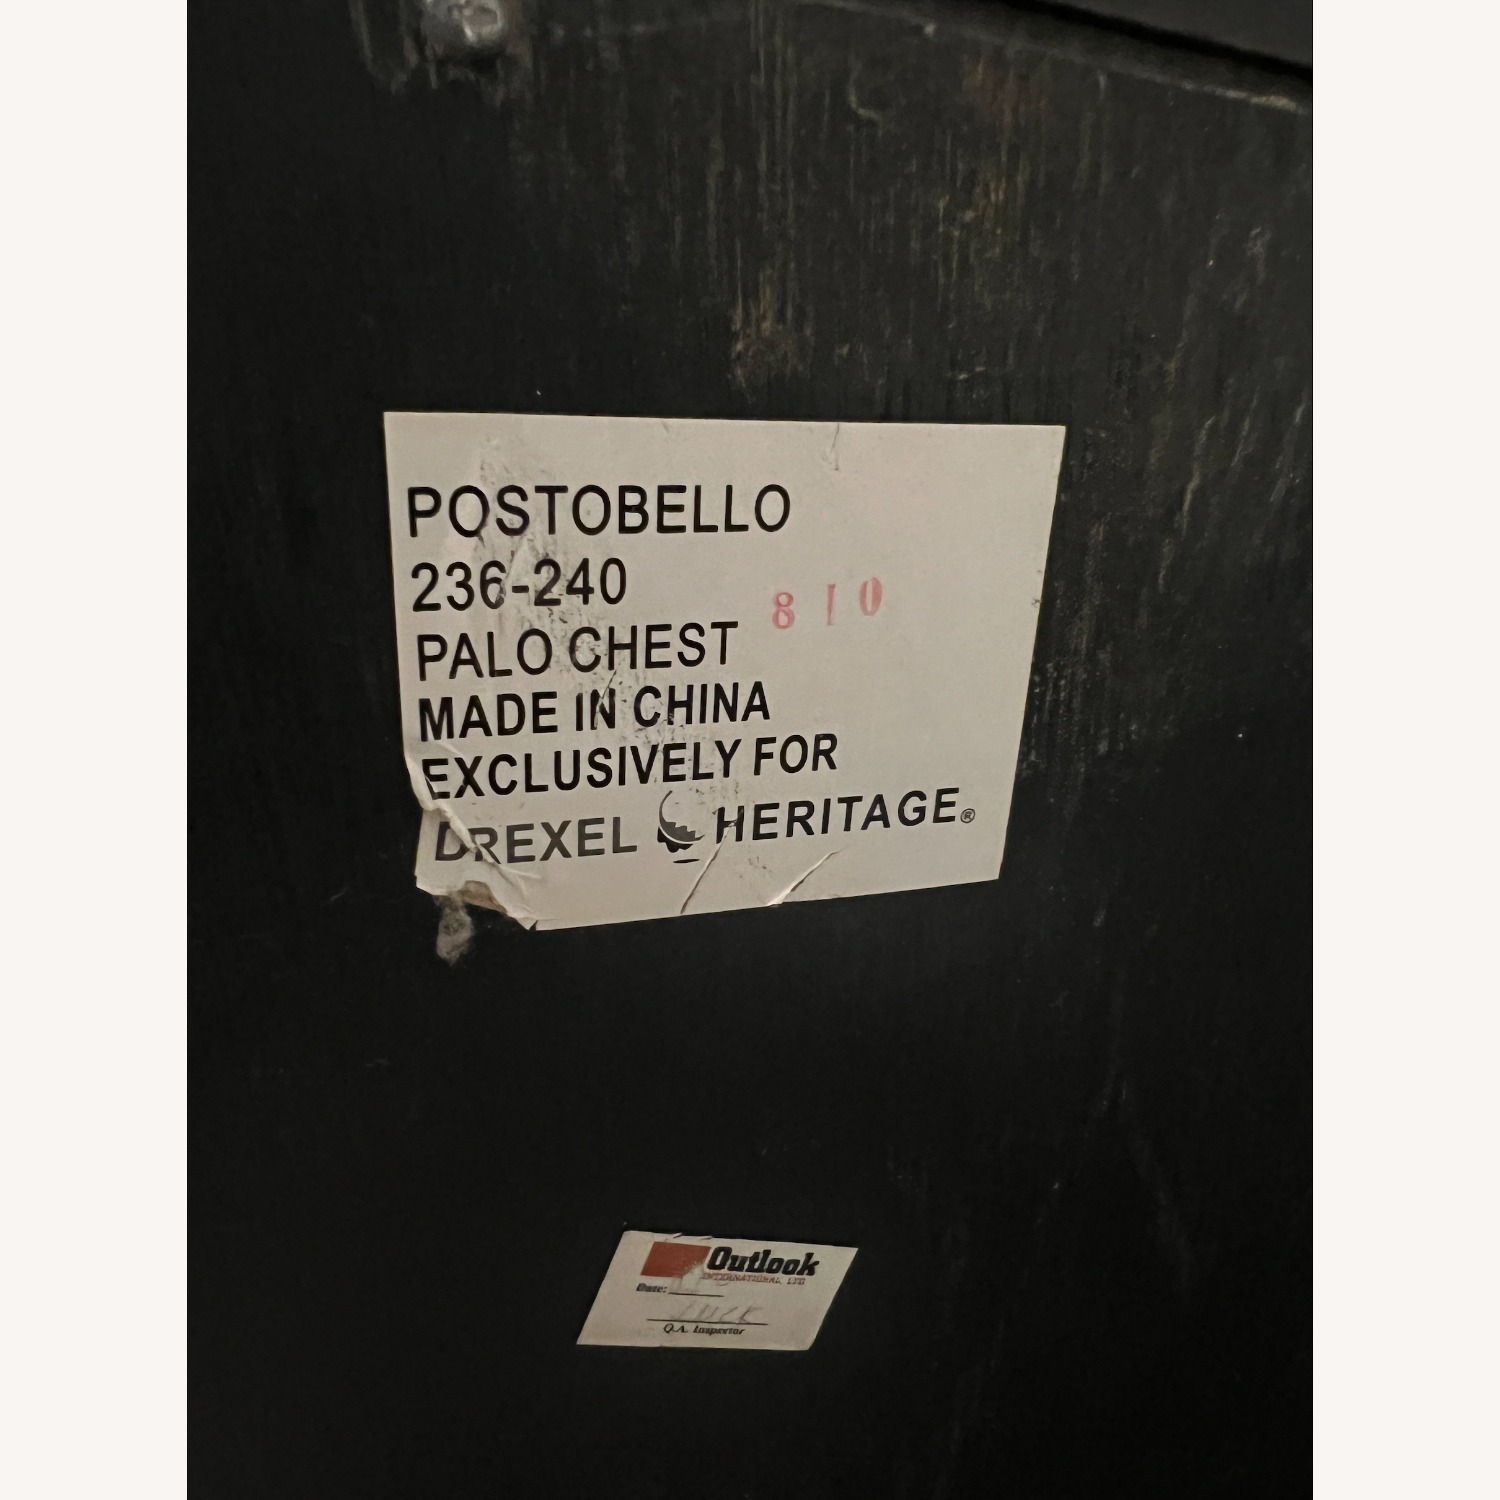 POSTOBELLO
236-240
810
PALO CHEST
MADE IN CHINA
EXCLUSIVELY FOR
DREXEL HERITAGE®
Outlook
INTERNATIONAL, LTD
Date:
Q.A. Inspector